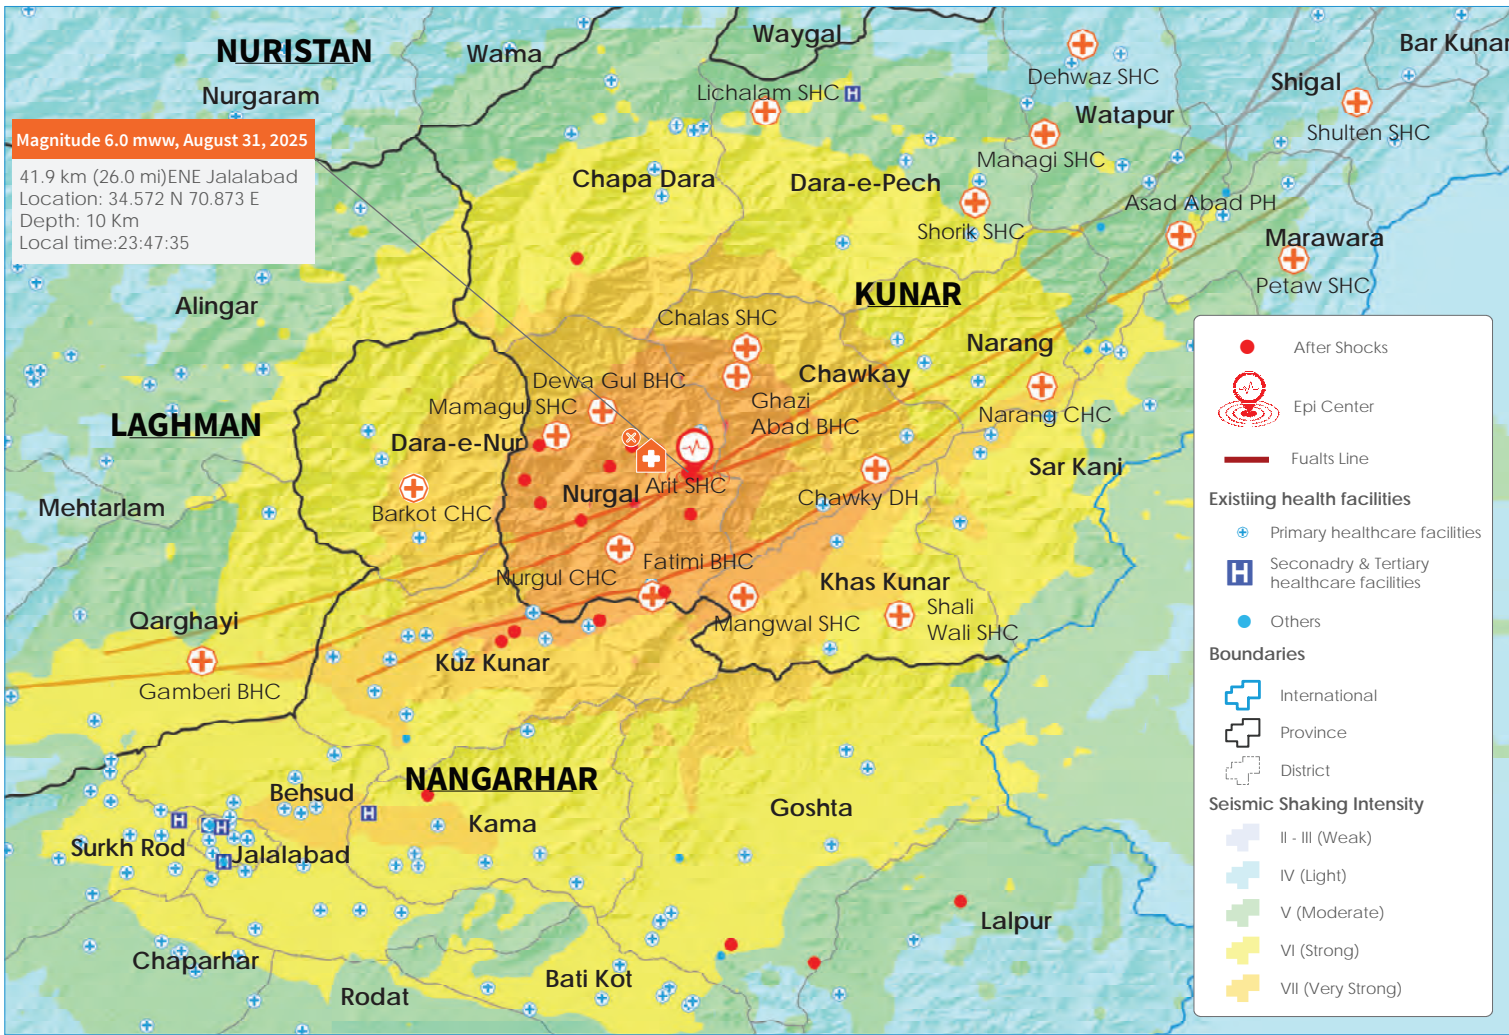 NURISTAN
Wama
Waygal
Bar Kunar
Nurgaram
Lichalam SHC
H
Dehwaz SHC
Shigal
Watapur
Shulten SHC
Magnitude 6.0 mww, August 31, 2025
41.9 km (26.0 mi)ENE Jalalabad
Location: 34.572 N 70.873 E
Depth: 10 Km
Local time:23:47:35
Managi SHC
Chapa Dara
Dara-e-Pech
Asad Abad PH
Shorik SHC
Marawara
Petaw SHC
Alingar
KUNAR
Chalas SHC
Narang
Chawkay
Dewa Gul BHC
Mamagul SHC
Ghazi
Abad BHC
Narang CHC
LAGHMAN
Dara-e-Nur
Sar Kani
Nurgal
Arit SHC
Chawky DH
Mehtarlam
Barkot CHC
Fatimi BHC
Nurgul CHC
Khas Kunar
Qarghayi
Mangwal SHC
Shali
Wali SHC
Kuz Kunar
Gamberi BHC
NANGARHAR
Behsud
Goshta
H
H
H
Kama
Surkh Rod
H
Jalalabad
Lalpur
Chaparhar
Bati Kot
Rodat
After Shocks
Epi Center
Fualts Line
Existiing health facilities
Primary healthcare facilities
H
Seconadry & Tertiary
healthcare facilities
Others
Boundaries
International
Province
District
Seismic Shaking Intensity
II - III (Weak)
IV (Light)
V (Moderate)
VI (Strong)
VII (Very Strong)